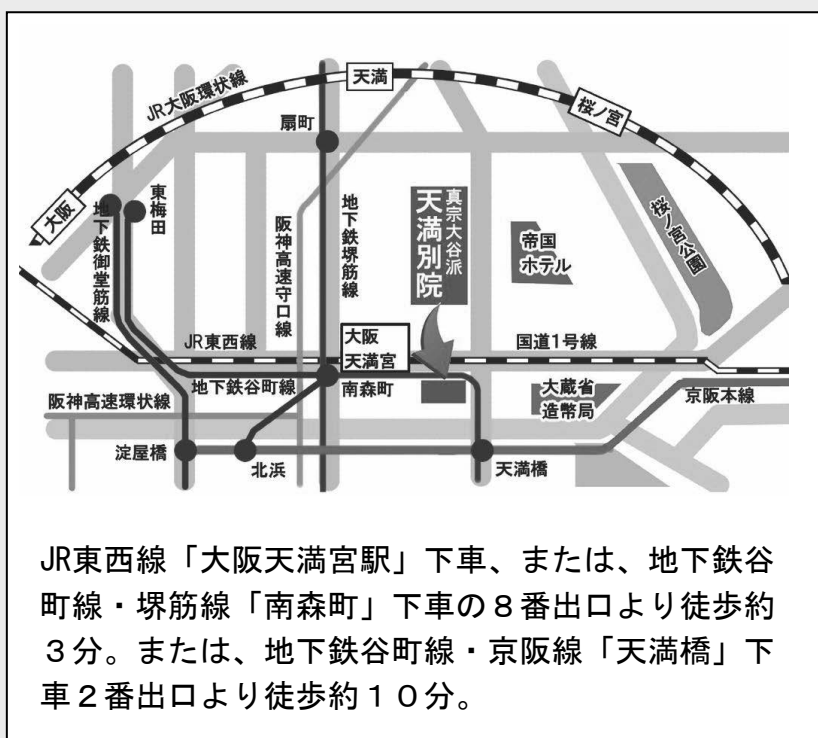 天満
JR大阪環状線
桜ノ宮
扇町
大阪
東梅田
地下鉄御堂筋線
阪神高速守口線
地下鉄堺筋線
真宗大谷派
天満別院
帝国
ホテル
桜ノ宮公園
JR東西線
大阪
天満宮
国道1号線
地下鉄谷町線
南森町
大蔵省
造幣局
京阪本線
阪神高速環状線
淀屋橋
北浜
天満橋
JR東西線「大阪天満宮駅」下車、または、地下鉄谷
町線・堺筋線「南森町」下車の８番出口より徒歩約
３分。または、地下鉄谷町線・京阪線「天満橋」下
車２番出口より徒歩約１０分。